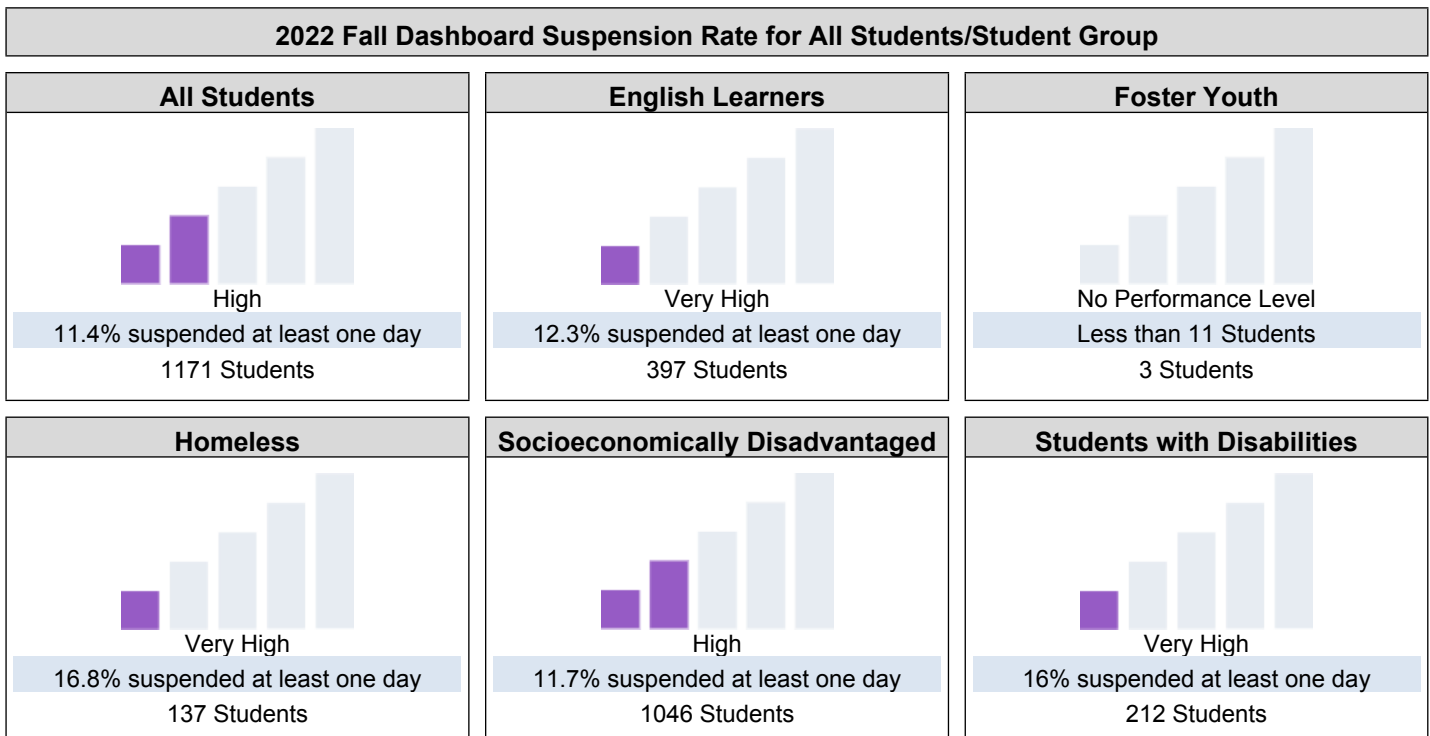 2022 Fall Dashboard Suspension Rate for All Students/Student Group
All Students
High
11.4% suspended at least one day
1171 Students
English Learners
Very High
12.3% suspended at least one day
397 Students
Foster Youth
No Performance Level
Less than 11 Students
3 Students
Homeless
Very High
16.8% suspended at least one day
137 Students
Socioeconomically Disadvantaged
High
11.7% suspended at least one day
1046 Students
Students with Disabilities
Very High
16% suspended at least one day
212 Students